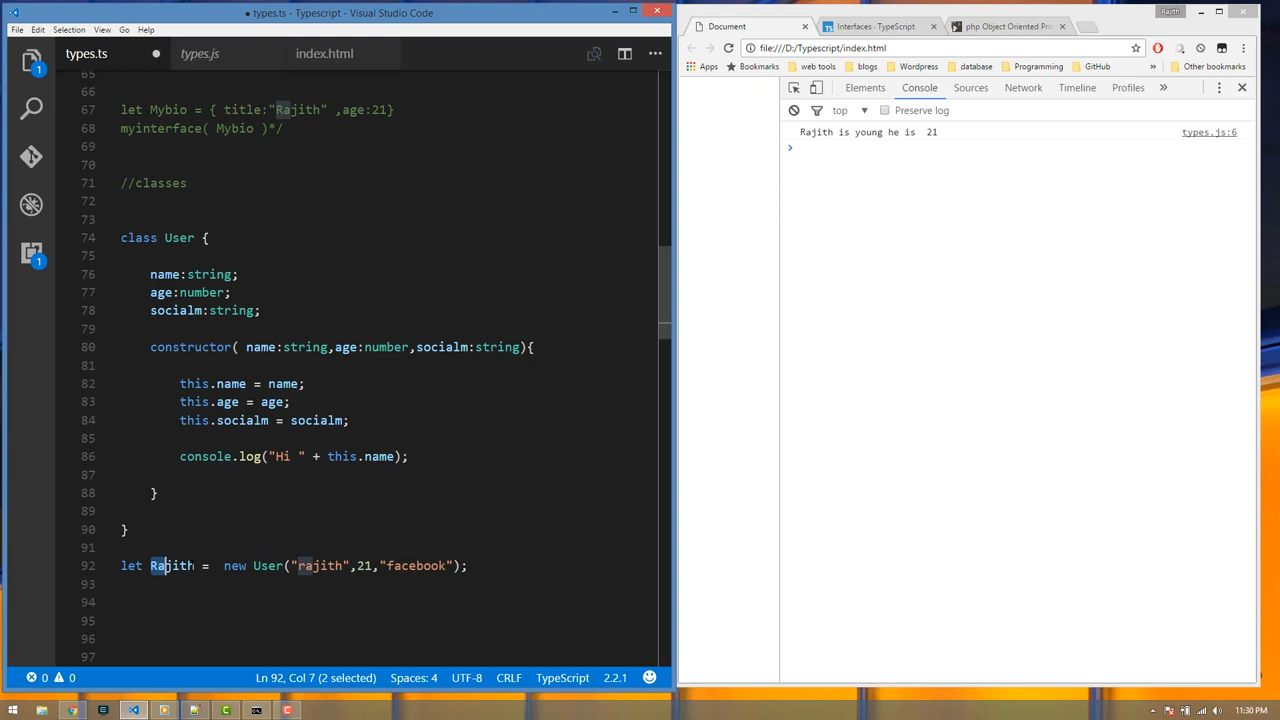 types.ts - Typescript - Visual Studio Code
File Edit Selection View Go Help
types.ts types.js index.html
65
66
67 let Mybio = { title:"Rajith" ,age:21}
68 myinterface( Mybio )*/
69
70
71 //classes
72
73
74 class User {
75
76 name:string;
77 age:number;
78 socialm:string;
79
80 constructor( name:string,age:number,socialm:string){
81
82 this.name = name;
83 this.age = age;
84 this.socialm = socialm;
85
86 console.log("Hi " + this.name);
87
88 }
89
90 }
91
92 let Rajith = new User("rajith",21,"facebook");
93
94
95
96
97
1
1
0 0 Ln 92, Col 7 (2 selected) Spaces: 4 UTF-8 CRLF TypeScript 2.2.1
Rajith
Document Interfaces - TypeScript php Object Oriented Pro
file:///D:/Typescript/index.html
Apps Bookmarks web tools blogs Wordpress database Programming GitHub » Other bookmarks
Elements Console Sources Network Timeline Profiles »
top Preserve log
Rajith is young he is 21 types.js:6
11:30 PM